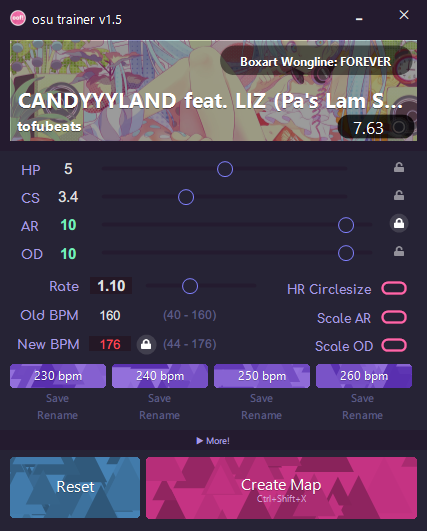 osu! osu trainer v1.5
Boxart Wongline: FOREVER
CANDYYYLAND feat. LIZ (Pa's Lam S...
tofubeats
7.63
HP 5
CS 3.4
AR 10
OD 10
Rate 1.10 HR Circlesize
Old BPM 160 (40 - 160) Scale AR
New BPM 176 (44 - 176) Scale OD
230 bpm 240 bpm 250 bpm 260 bpm
Save Save Save Save
Rename Rename Rename Rename
▶ More!
Reset Create Map
Ctrl+Shift+X